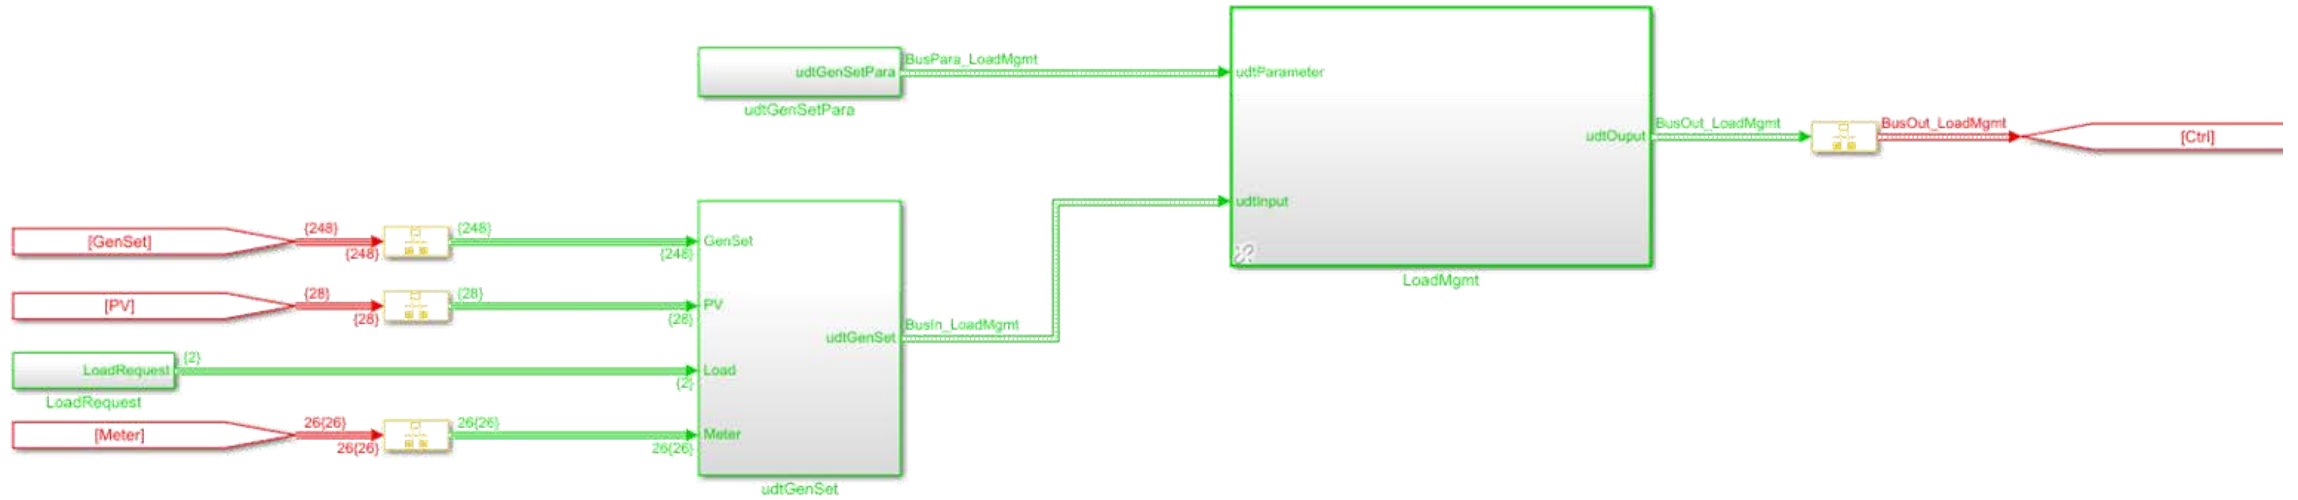 udtGenSetPara
BusPara_LoadMgmt
udtGenSetPara
udtParameter
udtOuput
BusOut_LoadMgmt
BusOut_LoadMgmt
[Ctrl]
udtInput
LoadMgmt
[GenSet]
{248}
{248}
{248}
{248}
GenSet
[PV]
{28}
{28}
{28}
{28}
PV
LoadRequest
{2}
{2}
Load
LoadRequest
[Meter]
26{26}
26{26}
26{26}
26{26}
Meter
udtGenSet
BusIn_LoadMgmt
udtGenSet